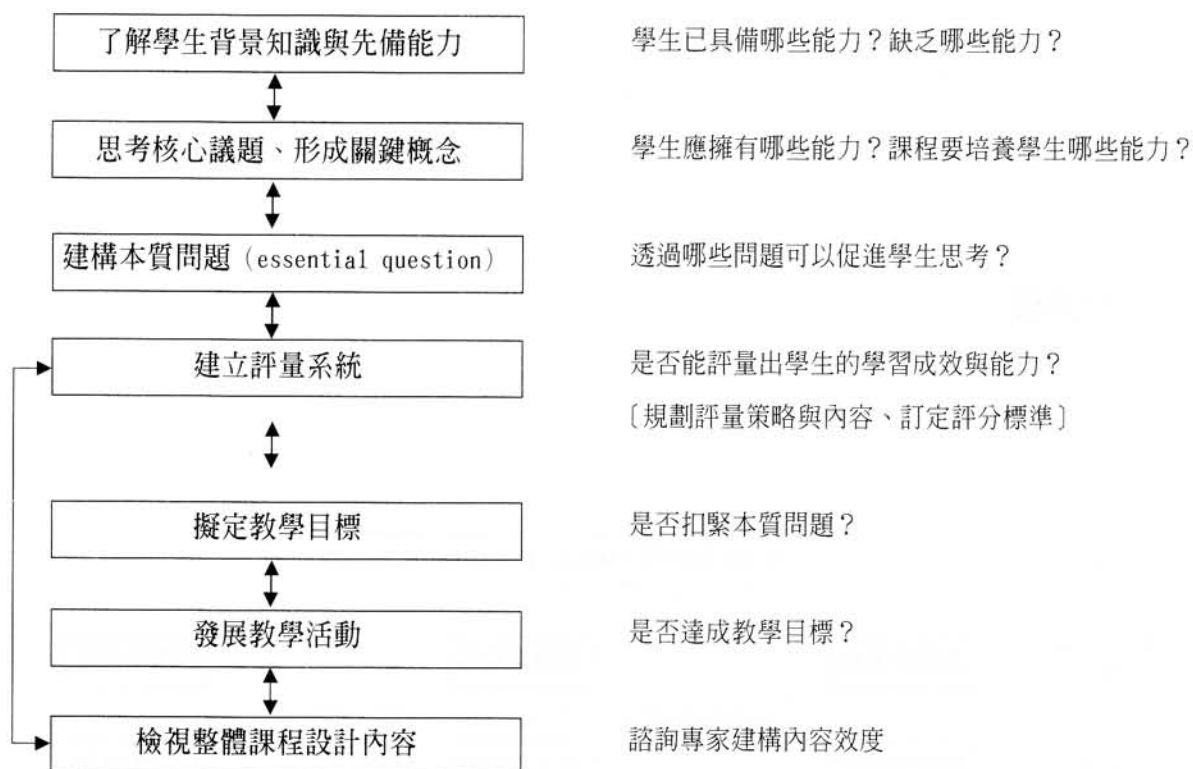 了解學生背景知識與先備能力
學生已具備哪些能力？缺乏哪些能力？
思考核心議題、形成關鍵概念
學生應擁有哪些能力？課程要培養學生哪些能力？
建構本質問題（essential question）
透過哪些問題可以促進學生思考？
建立評量系統
是否能評量出學生的學習成效與能力？
〔規劃評量策略與內容、訂定評分標準〕
擬定教學目標
是否扣緊本質問題？
發展教學活動
是否達成教學目標？
檢視整體課程設計內容
諮詢專家建構內容效度